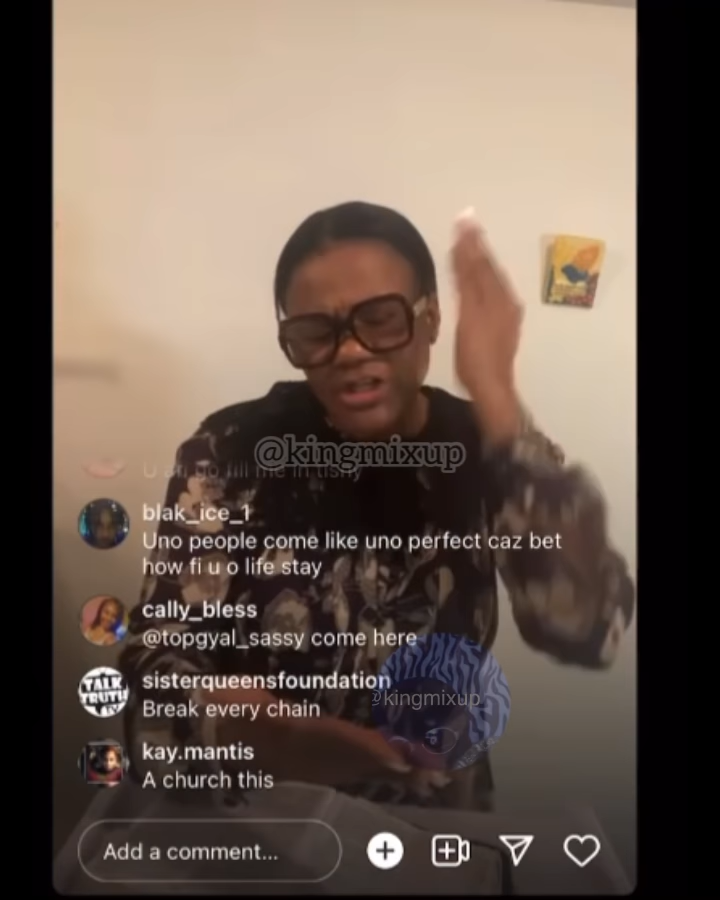 @kingmixup
blak_ice_1
Uno people come like uno perfect caz bet
how fi u o life stay
cally_bless
@topgyal_sassy come here
sisterqueensfoundation
@kingmixup
TALK
TRUTH
TV
Break every chain
kay.mantis
A church this
Add a comment...